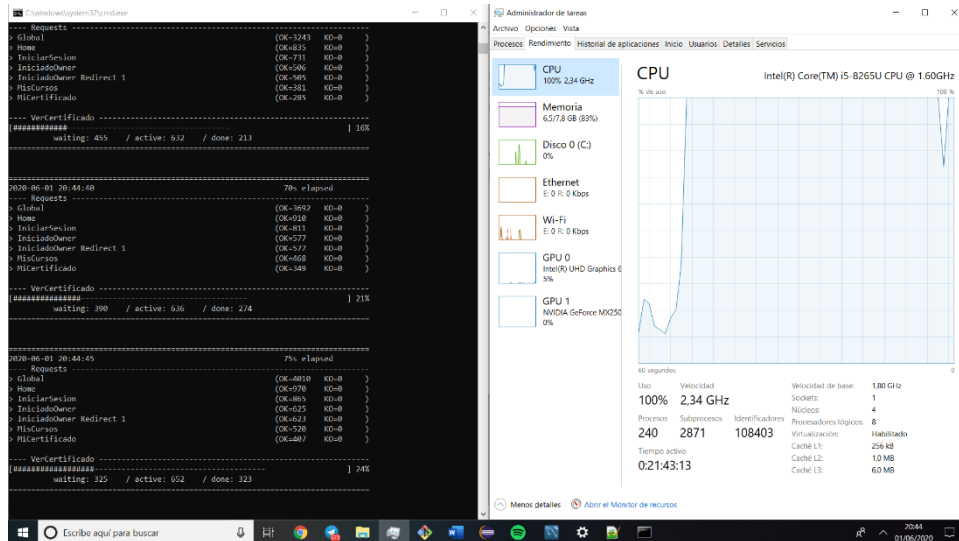 C:\windows\system32\cmd.exe
---- Requests ----
> Global (OK=3243 KO=0 )
> Home (OK=835 KO=0 )
> IniciarSesion (OK=731 KO=0 )
> IniciadoOwner (OK=506 KO=0 )
> IniciadoOwner Redirect 1 (OK=505 KO=0 )
> MisCursos (OK=381 KO=0 )
> MiCertificado (OK=285 KO=0 )
---- VerCertificado ----
[############ ] 16%
waiting: 455 / active: 632 / done: 213
2020-06-01 20:44:40 70s elapsed
---- Requests ----
> Global (OK=3692 KO=0 )
> Home (OK=910 KO=0 )
> IniciarSesion (OK=811 KO=0 )
> IniciadoOwner (OK=577 KO=0 )
> IniciadoOwner Redirect 1 (OK=577 KO=0 )
> MisCursos (OK=468 KO=0 )
> MiCertificado (OK=349 KO=0 )
---- VerCertificado ----
[################ ] 21%
waiting: 390 / active: 636 / done: 274
2020-06-01 20:44:45 75s elapsed
---- Requests ----
> Global (OK=4010 KO=0 )
> Home (OK=970 KO=0 )
> IniciarSesion (OK=865 KO=0 )
> IniciadoOwner (OK=625 KO=0 )
> IniciadoOwner Redirect 1 (OK=623 KO=0 )
> MisCursos (OK=520 KO=0 )
> MiCertificado (OK=407 KO=0 )
---- VerCertificado ----
[################## ] 24%
waiting: 325 / active: 652 / done: 323
Administrador de tareas
Archivo Opciones Vista
Procesos Rendimiento Historial de aplicaciones Inicio Usuarios Detalles Servicios
CPU
100% 2,34 GHz
Memoria
6,5/7,8 GB (83%)
Disco 0 (C:)
0%
Ethernet
E: 0 R: 0 Kbps
Wi-Fi
E: 0 R: 0 Kbps
GPU 0
Intel(R) UHD Graphics 6
5%
GPU 1
NVIDIA GeForce MX250
0%
CPU Intel(R) Core(TM) i5-8265U CPU @ 1.60GHz
% de uso 100 %
60 segundos 0
Uso Velocidad
100% 2,34 GHz
Procesos Subprocesos Identificadores
240 2871 108403
Tiempo activo
0:21:43:13
Velocidad de base: 1,80 GHz
Sockets: 1
Núcleos: 4
Procesadores lógicos: 8
Virtualización: Habilitado
Caché L1: 256 kB
Caché L2: 1,0 MB
Caché L3: 6,0 MB
Menos detalles Abrir el Monitor de recursos
Escribe aquí para buscar
20:44
01/06/2020